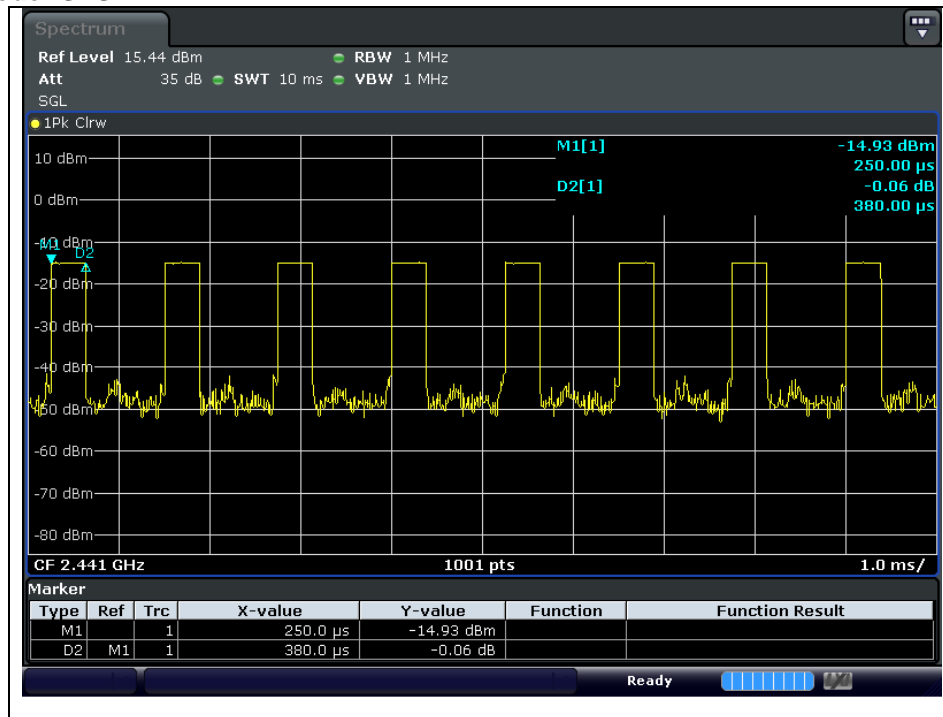 Spectrum
Ref Level 15.44 dBm RBW 1 MHz
Att 35 dB SWT 10 ms VBW 1 MHz
SGL
1Pk Clrw
M1[1] -14.93 dBm
250.00 µs
D2[1] -0.06 dB
380.00 µs
10 dBm
0 dBm
-10 dBm
M1
D2
-20 dBm
-30 dBm
-40 dBm
-50 dBm
-60 dBm
-70 dBm
-80 dBm
CF 2.441 GHz 1001 pts 1.0 ms/
Marker
Type Ref Trc X-value Y-value Function Function Result
M1 1 250.0 µs -14.93 dBm
D2 M1 1 380.0 µs -0.06 dB
Ready